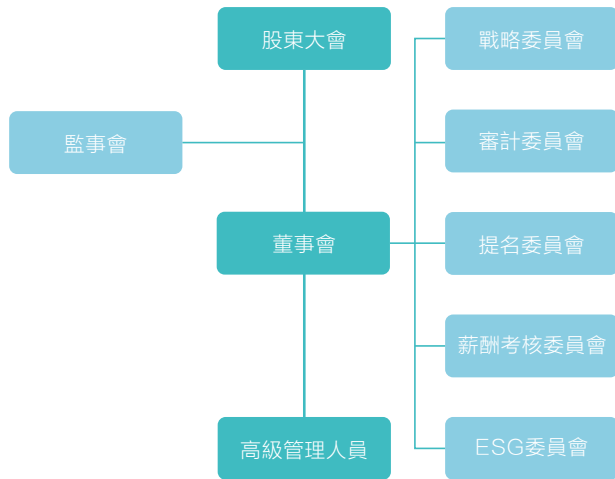 股東大會
戰略委員會
監事會
審計委員會
董事會
提名委員會
薪酬考核委員會
高級管理人員
ESG委員會